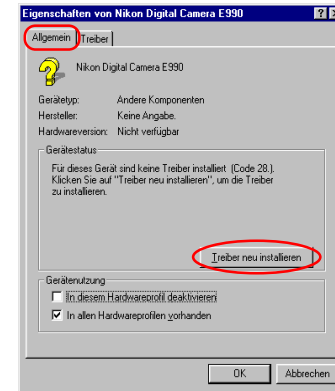 Eigenschaften von Nikon Digital Camera E990
Allgemein Treiber
Nikon Digital Camera E990
Gerätetyp: Andere Komponenten
Hersteller: Keine Angabe.
Hardwareversion: Nicht verfügbar
Gerätestatus
Für dieses Gerät sind keine Treiber installiert (Code 28.).
Klicken Sie auf "Treiber neu installieren", um die Treiber
zu installieren.
Treiber neu installieren
Gerätenutzung
In diesem Hardwareprofil deaktivieren
In allen Hardwareprofilen vorhanden
OK Abbrechen